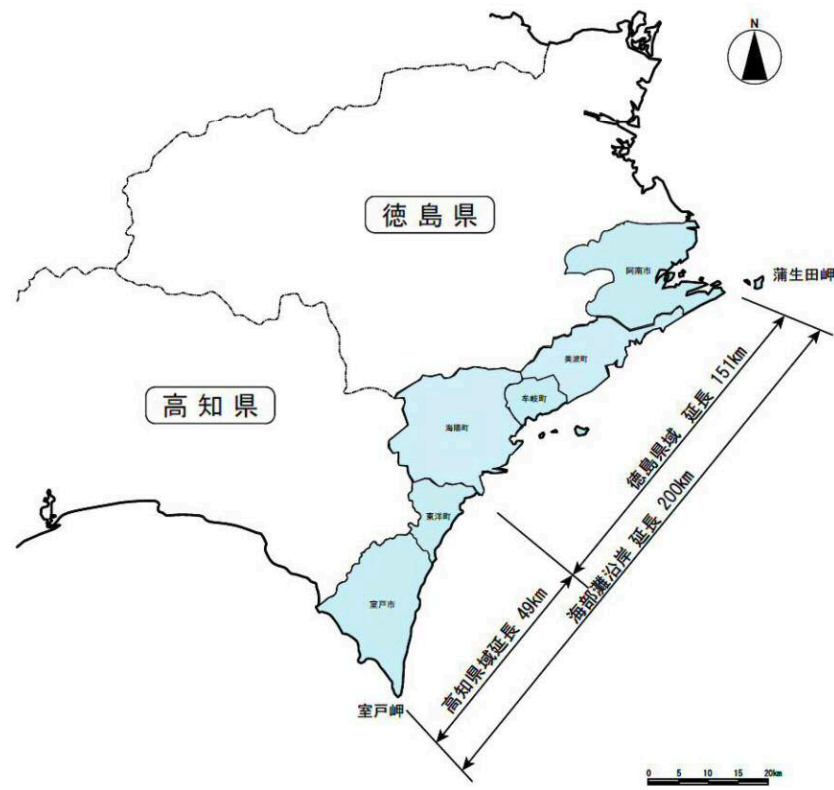 N
徳島県
阿南市
蒲生田岬
美波町
牟岐町
高知県
海陽町
東洋町
室戸市
室戸岬
徳島県域 延長 151km
海部灘沿岸 延長 200km
高知県域延長 49km
0 5 10 15 20km